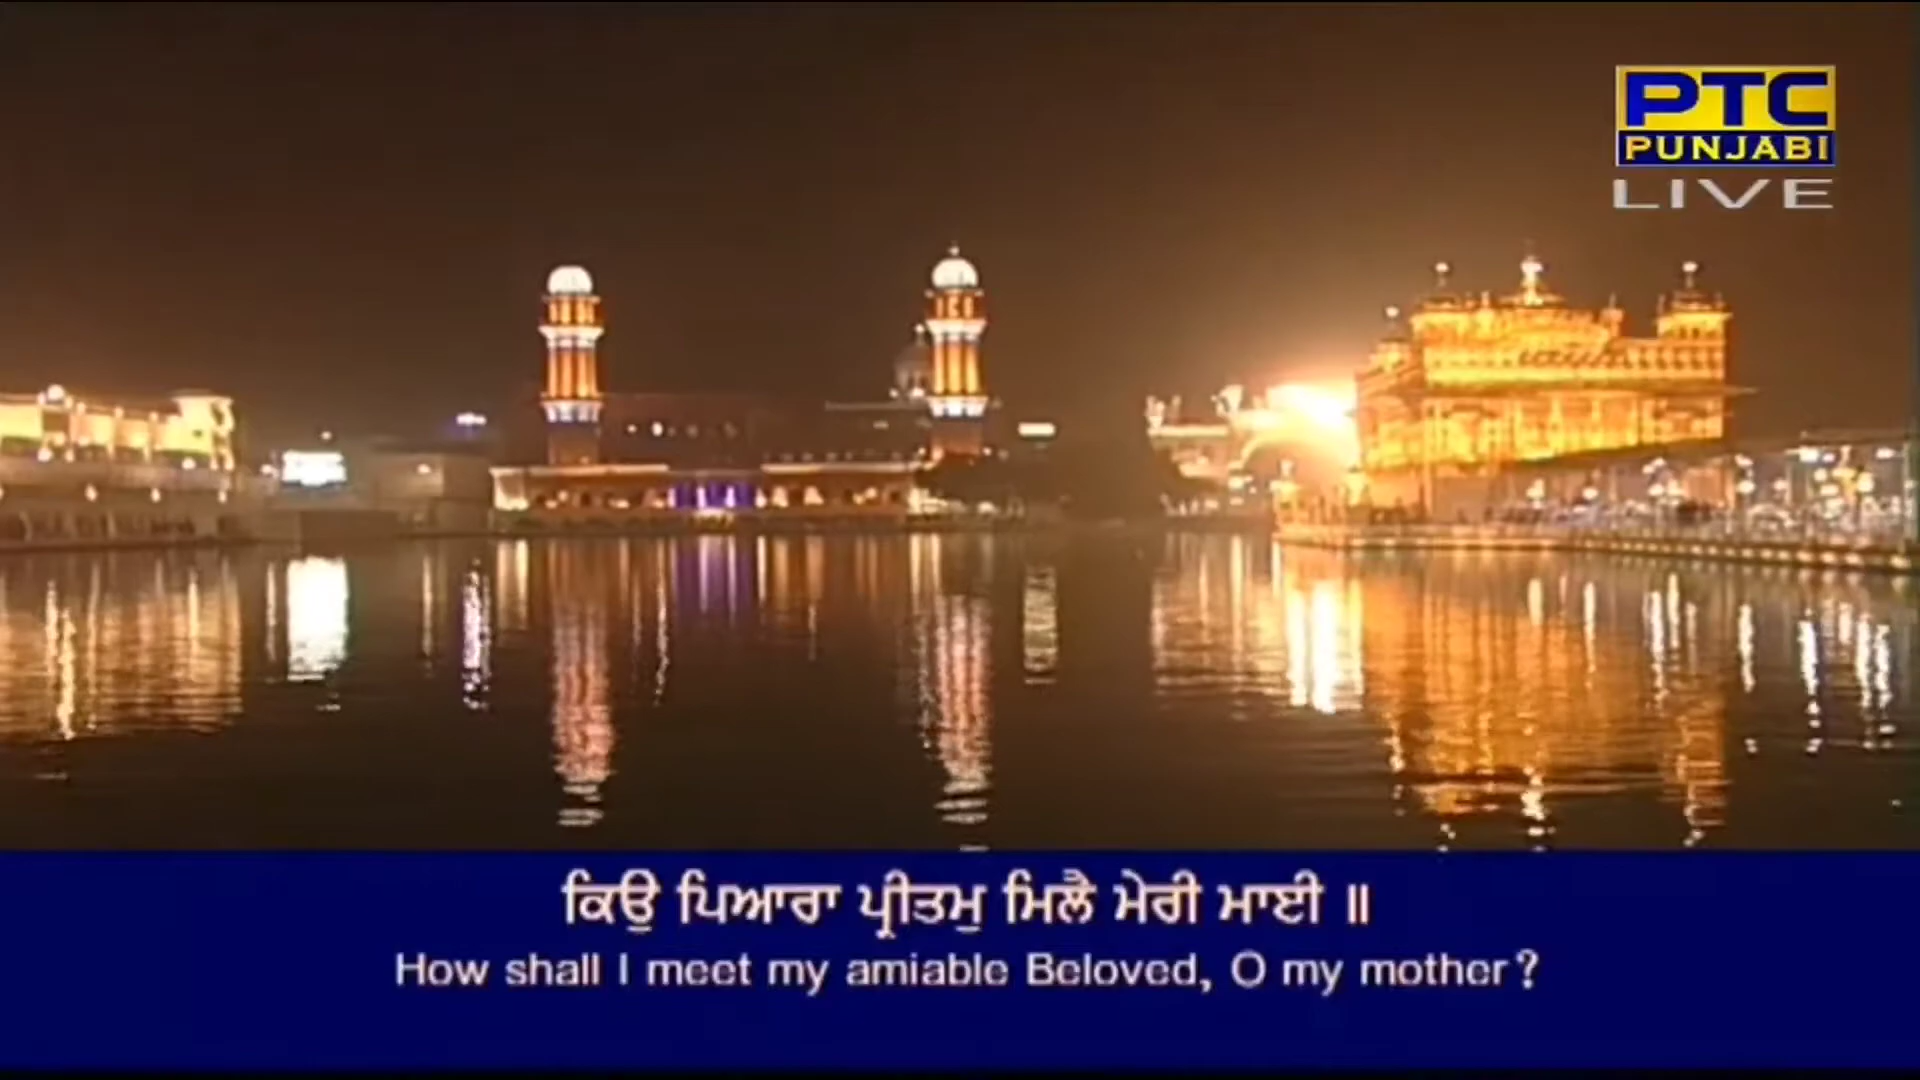 PTC
PUNJABI
LIVE
ਕਿਉ ਪਿਆਰਾ ਪ੍ਰੀਤਮੁ ਮਿਲੈ ਮੇਰੀ ਮਾਈ ॥
How shall I meet my amiable Beloved, O my mother?